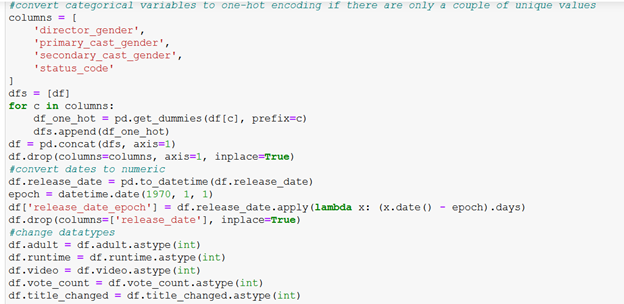 #convert categorical variables to one-hot encoding if there are only a couple of unique values
columns = [
    'director_gender',
    'primary_cast_gender',
    'secondary_cast_gender',
    'status_code'
]
dfs = [df]
for c in columns:
    df_one_hot = pd.get_dummies(df[c], prefix=c)
    dfs.append(df_one_hot)
df = pd.concat(dfs, axis=1)
df.drop(columns=columns, axis=1, inplace=True)
#convert dates to numeric
df.release_date = pd.to_datetime(df.release_date)
epoch = datetime.date(1970, 1, 1)
df['release_date_epoch'] = df.release_date.apply(lambda x: (x.date() - epoch).days)
df.drop(columns=['release_date'], inplace=True)
#change datatypes
df.adult = df.adult.astype(int)
df.runtime = df.runtime.astype(int)
df.video = df.video.astype(int)
df.vote_count = df.vote_count.astype(int)
df.title_changed = df.title_changed.astype(int)